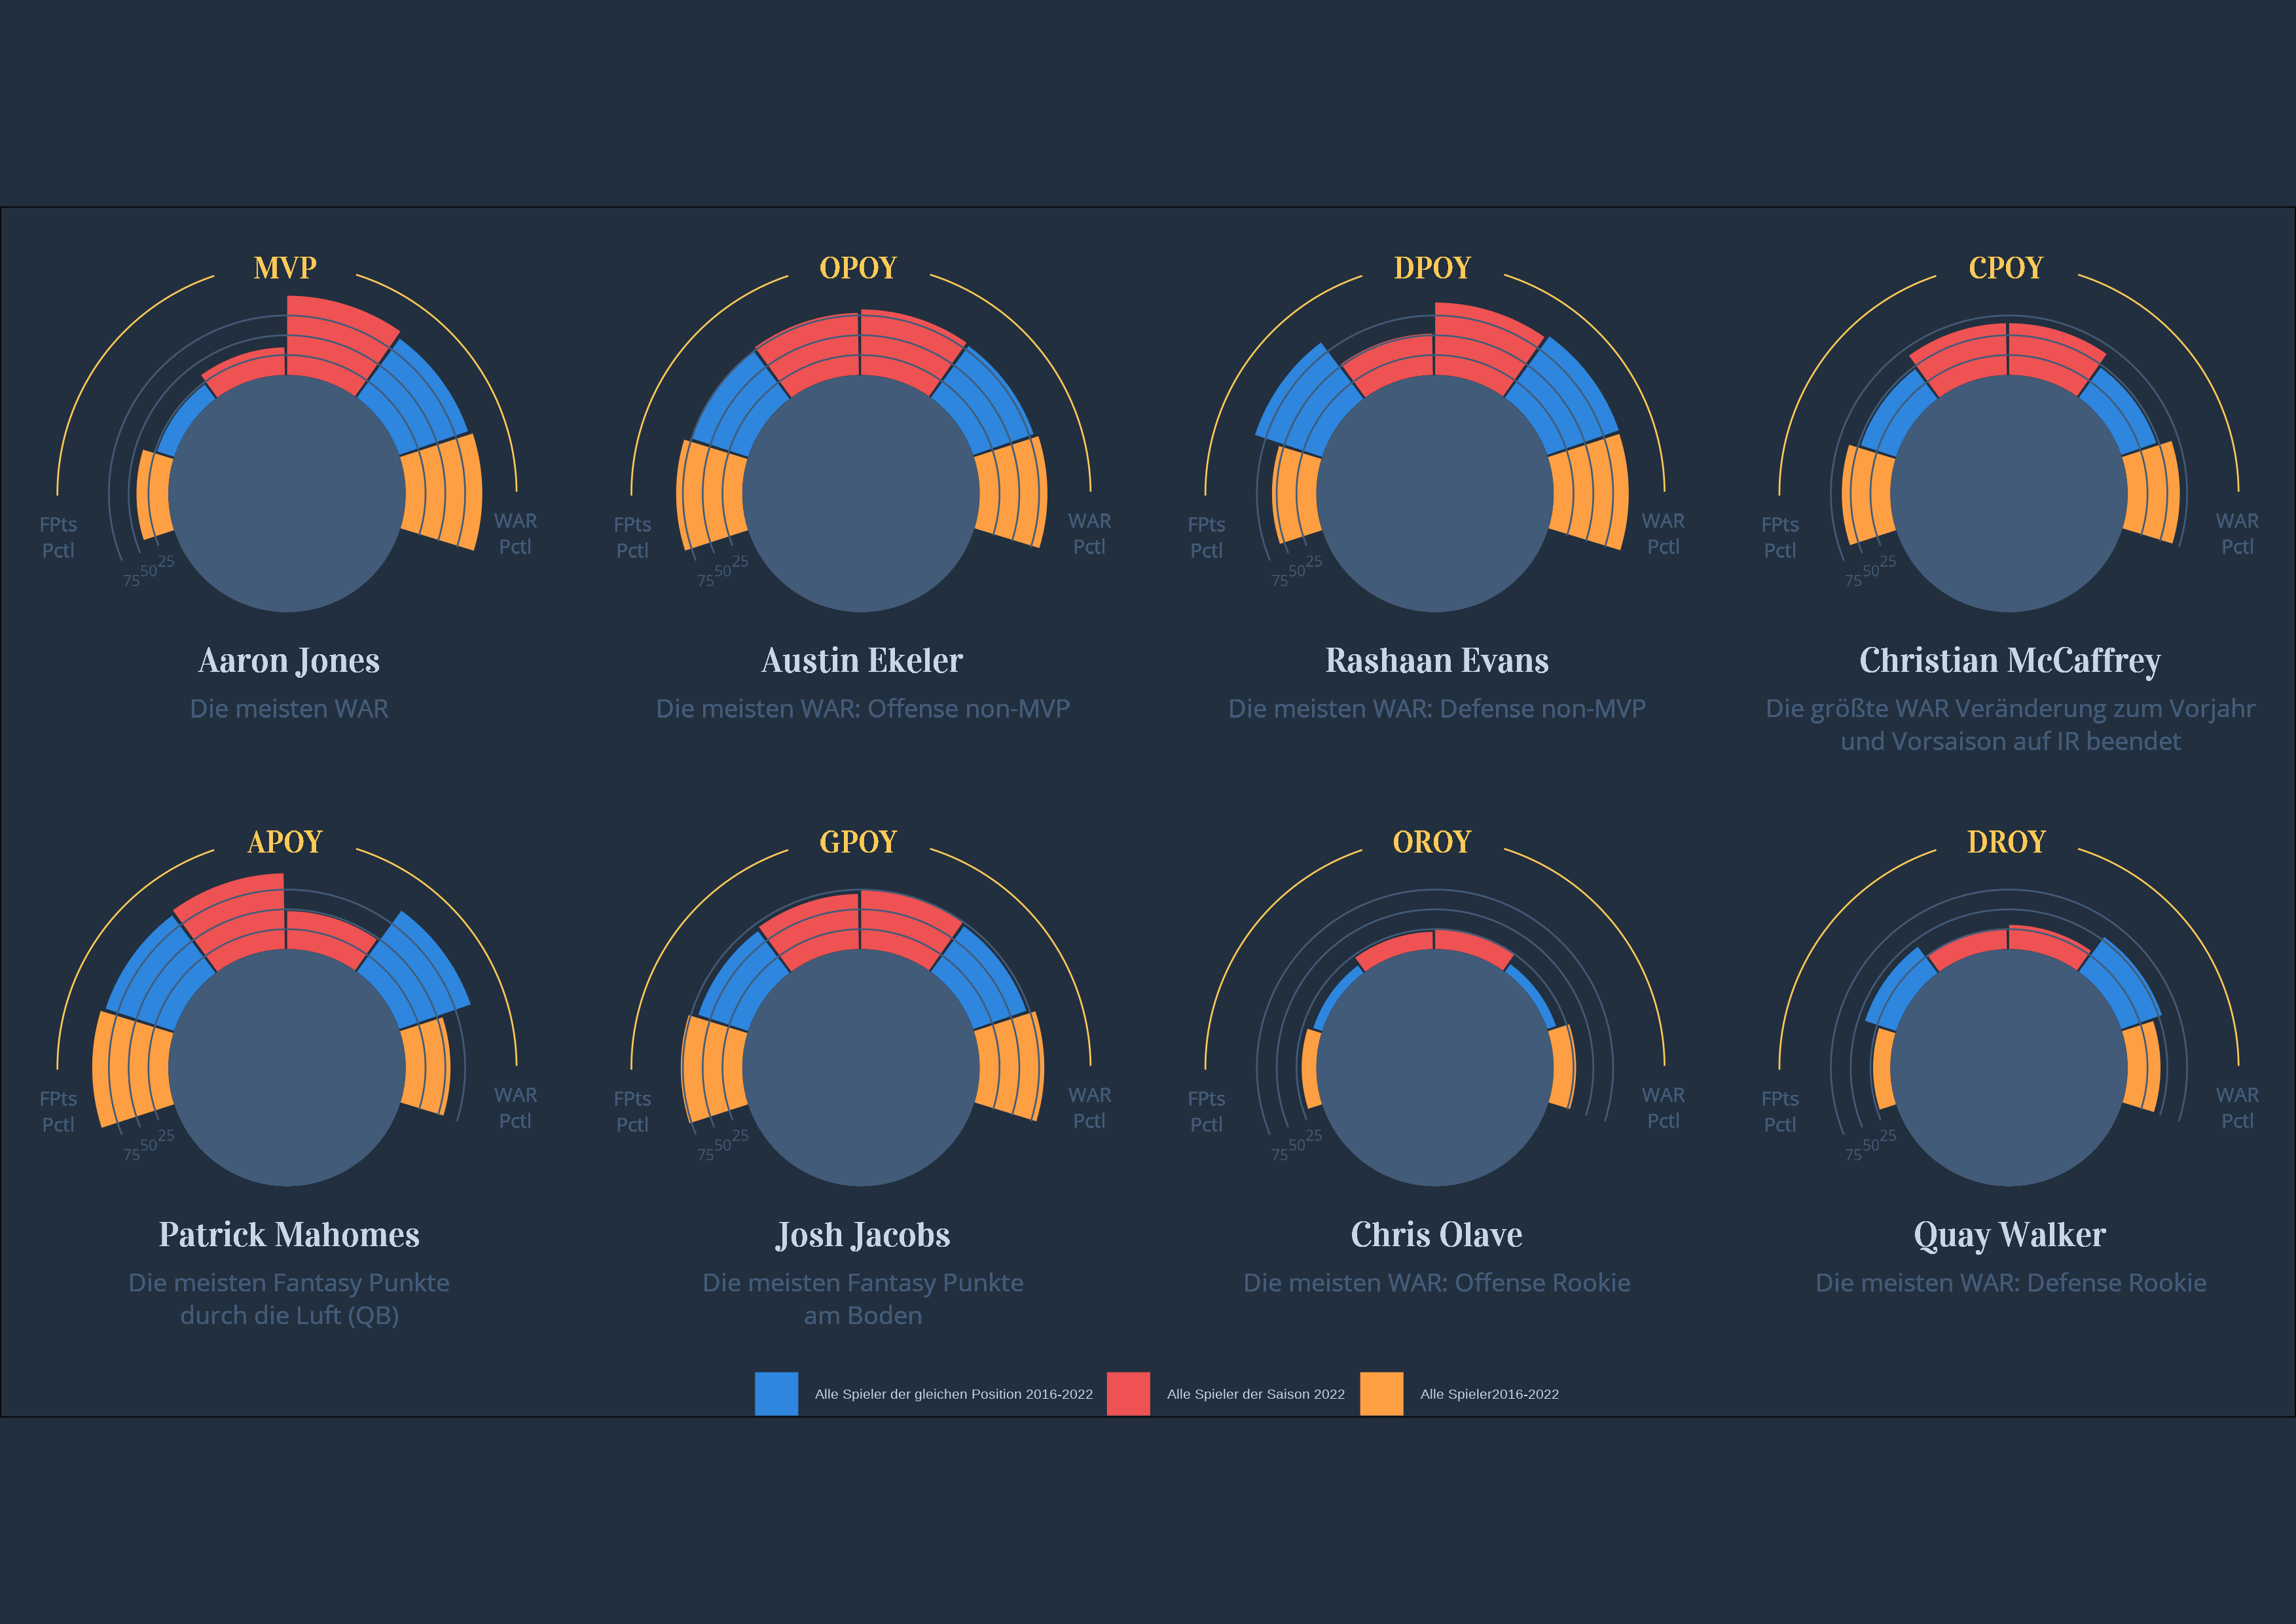 MVP
FPts
Pctl
75 50 25
WAR
Pctl
Aaron Jones
Die meisten WAR
OPOY
FPts
Pctl
75 50 25
WAR
Pctl
Austin Ekeler
Die meisten WAR: Offense non-MVP
DPOY
FPts
Pctl
75 50 25
WAR
Pctl
Rashaan Evans
Die meisten WAR: Defense non-MVP
CPOY
FPts
Pctl
75 50 25
WAR
Pctl
Christian McCaffrey
Die größte WAR Veränderung zum Vorjahr
und Vorsaison auf IR beendet
APOY
FPts
Pctl
75 50 25
WAR
Pctl
Patrick Mahomes
Die meisten Fantasy Punkte
durch die Luft (QB)
GPOY
FPts
Pctl
75 50 25
WAR
Pctl
Josh Jacobs
Die meisten Fantasy Punkte
am Boden
OROY
FPts
Pctl
75 50 25
WAR
Pctl
Chris Olave
Die meisten WAR: Offense Rookie
DROY
FPts
Pctl
75 50 25
WAR
Pctl
Quay Walker
Die meisten WAR: Defense Rookie
Alle Spieler der gleichen Position 2016-2022
Alle Spieler der Saison 2022
Alle Spieler2016-2022